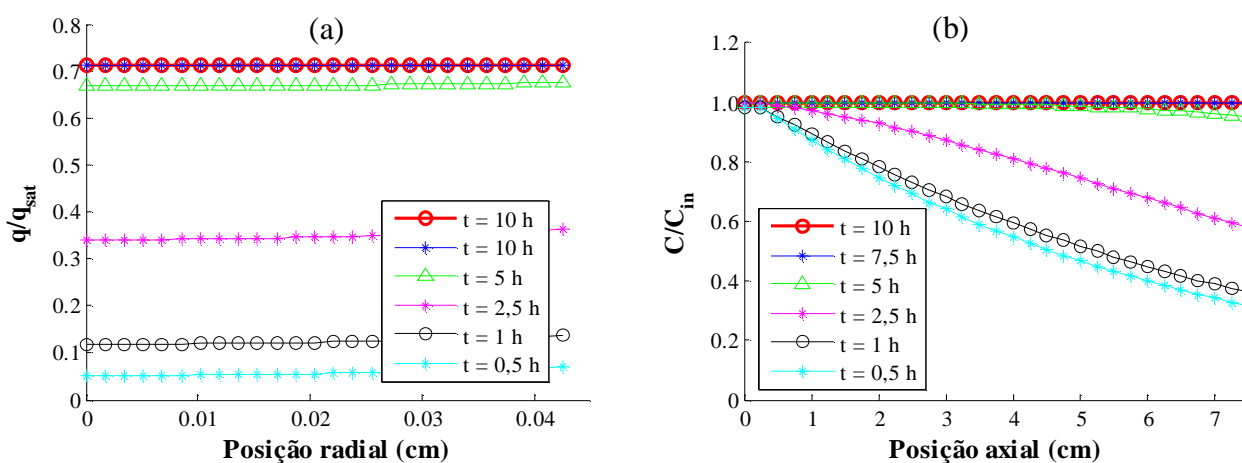 (a)
0.8
0.7
0.6
0.5
0.4
0.3
0.2
0.1
0
q/q_sat
0
0.01
0.02
0.03
0.04
Posição radial (cm)
t = 10 h
t = 10 h
t = 5 h
t = 2,5 h
t = 1 h
t = 0,5 h
(b)
1.2
1.0
0.8
0.6
0.4
0.2
0
C/C_in
0
1
2
3
4
5
6
7
Posição axial (cm)
t = 10 h
t = 7,5 h
t = 5 h
t = 2,5 h
t = 1 h
t = 0,5 h